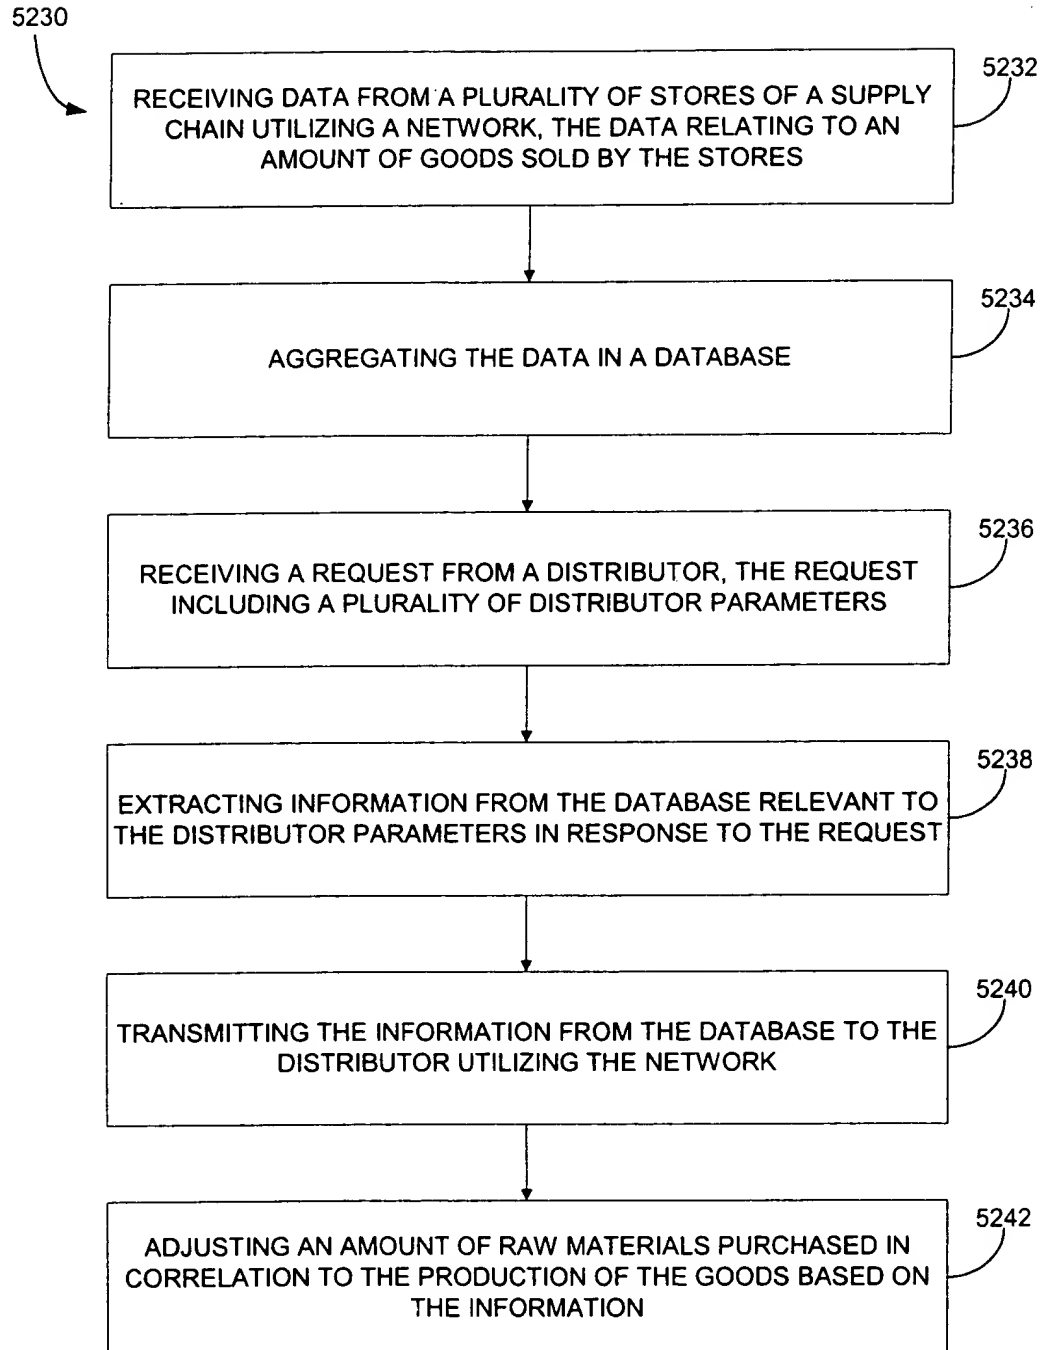 5230
5232
RECEIVING DATA FROM A PLURALITY OF STORES OF A SUPPLY
CHAIN UTILIZING A NETWORK, THE DATA RELATING TO AN
AMOUNT OF GOODS SOLD BY THE STORES
5234
AGGREGATING THE DATA IN A DATABASE
5236
RECEIVING A REQUEST FROM A DISTRIBUTOR, THE REQUEST
INCLUDING A PLURALITY OF DISTRIBUTOR PARAMETERS
5238
EXTRACTING INFORMATION FROM THE DATABASE RELEVANT TO
THE DISTRIBUTOR PARAMETERS IN RESPONSE TO THE REQUEST
5240
TRANSMITTING THE INFORMATION FROM THE DATABASE TO THE
DISTRIBUTOR UTILIZING THE NETWORK
5242
ADJUSTING AN AMOUNT OF RAW MATERIALS PURCHASED IN
CORRELATION TO THE PRODUCTION OF THE GOODS BASED ON
THE INFORMATION